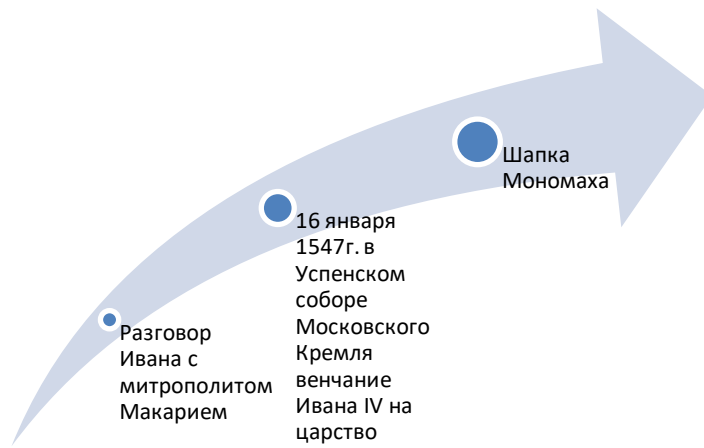 Разговор
Ивана с
митрополитом
Макарием
16 января
1547г. в
Успенском
соборе
Московского
Кремля
венчание
Ивана IV на
царство
Шапка
Мономаха